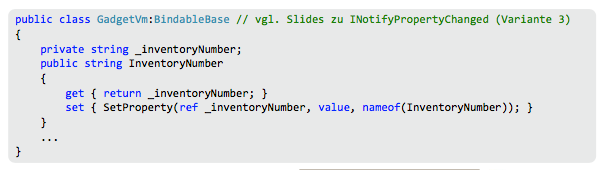 public class GadgetVm:BindableBase // vgl. Slides zu INotifyPropertyChanged (Variante 3)
{
    private string _inventoryNumber;
    public string InventoryNumber
    {
        get { return _inventoryNumber; }
        set { SetProperty(ref _inventoryNumber, value, nameof(InventoryNumber)); }
    }
    ...
}